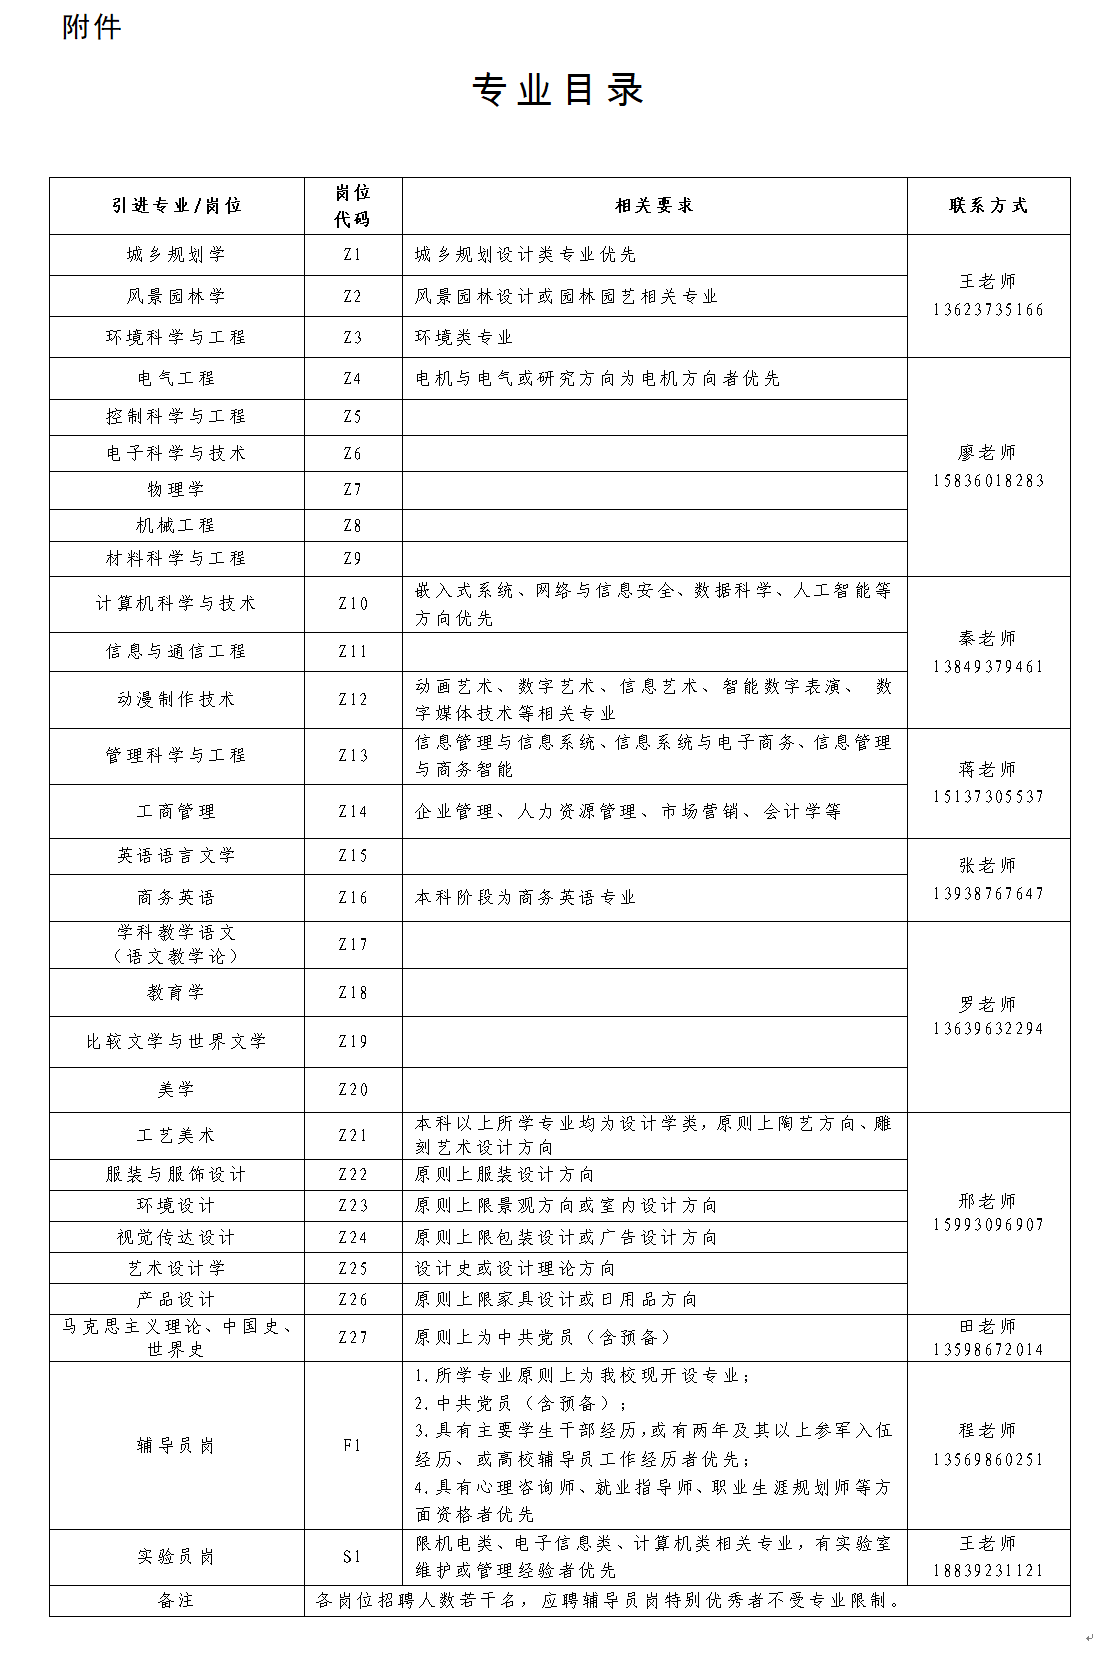 附件
专业目录
引进专业/岗位
岗位
代码
相关要求
联系方式
城乡规划学
Z1
城乡规划设计类专业优先
王老师
13623735166
风景园林学
Z2
风景园林设计或园林园艺相关专业
环境科学与工程
Z3
环境类专业
电气工程
Z4
电机与电气或研究方向为电机方向者优先
廖老师
15836018283
控制科学与工程
Z5
电子科学与技术
Z6
物理学
Z7
机械工程
Z8
材料科学与工程
Z9
计算机科学与技术
Z10
嵌入式系统、网络与信息安全、数据科学、人工智能等
方向优先
秦老师
13849379461
信息与通信工程
Z11
动漫制作技术
Z12
动画艺术、数字艺术、信息艺术、智能数字表演、 数
字媒体技术等相关专业
管理科学与工程
Z13
信息管理与信息系统、信息系统与电子商务、信息管理
与商务智能
蒋老师
15137305537
工商管理
Z14
企业管理、人力资源管理、市场营销、会计学等
英语语言文学
Z15
张老师
13938767647
商务英语
Z16
本科阶段为商务英语专业
学科教学语文
（语文教学论）
Z17
罗老师
13639632294
教育学
Z18
比较文学与世界文学
Z19
美学
Z20
工艺美术
Z21
本科以上所学专业均为设计学类，原则上陶艺方向、雕
刻艺术设计方向
邢老师
15993096907
服装与服饰设计
Z22
原则上服装设计方向
环境设计
Z23
原则上限景观方向或室内设计方向
视觉传达设计
Z24
原则上限包装设计或广告设计方向
艺术设计学
Z25
设计史或设计理论方向
产品设计
Z26
原则上限家具设计或日用品方向
马克思主义理论、中国史、
世界史
Z27
原则上为中共党员（含预备）
田老师
13598672014
辅导员岗
F1
1.所学专业原则上为我校现开设专业；
2.中共党员（含预备）；
3.具有主要学生干部经历，或有两年及其以上参军入伍
经历、或高校辅导员工作经历者优先；
4.具有心理咨询师、就业指导师、职业生涯规划师等方
面资格者优先
程老师
13569860251
实验员岗
S1
限机电类、电子信息类、计算机类相关专业，有实验室
维护或管理经验者优先
王老师
18839231121
备注
各岗位招聘人数若干名，应聘辅导员岗特别优秀者不受专业限制。